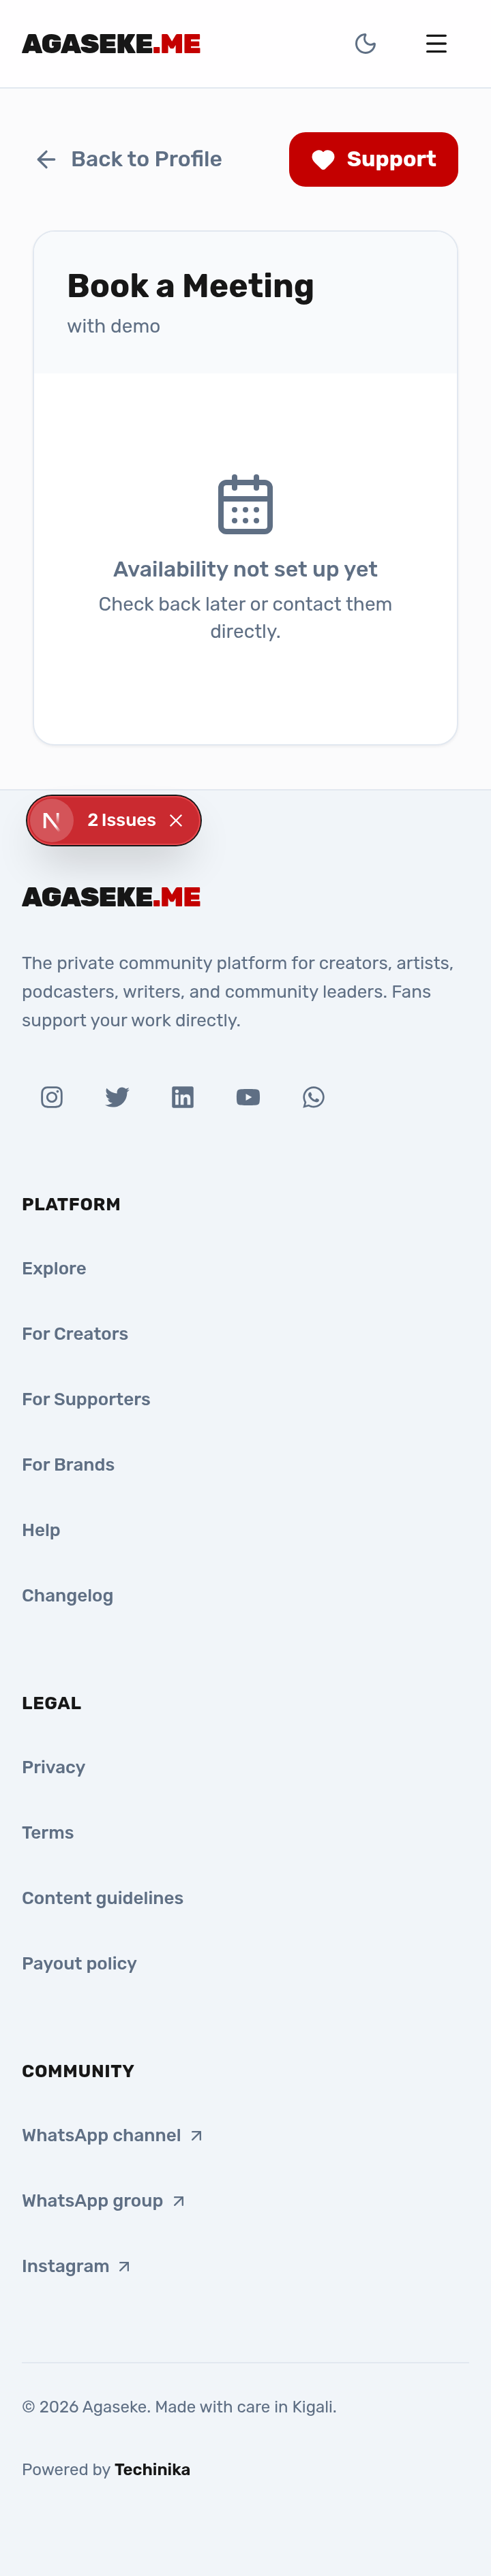 AGASEKE.ME
Back to Profile
Support
Book a Meeting
with demo
Availability not set up yet
Check back later or contact them
directly.
N
2 Issues
AGASEKE.ME
The private community platform for creators, artists,
podcasters, writers, and community leaders. Fans
support your work directly.
PLATFORM
Explore
For Creators
For Supporters
For Brands
Help
Changelog
LEGAL
Privacy
Terms
Content guidelines
Payout policy
COMMUNITY
WhatsApp channel
WhatsApp group
Instagram
© 2026 Agaseke. Made with care in Kigali.
Powered by Techinika